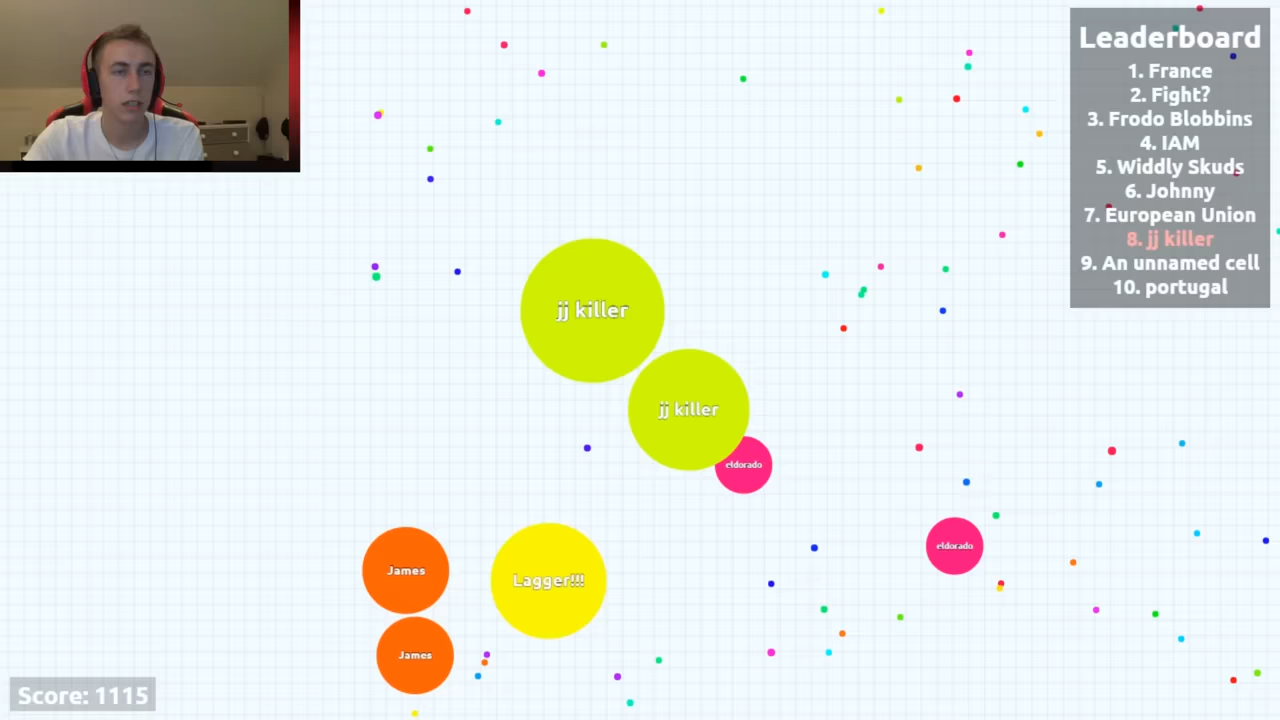 Leaderboard
1. France
2. Fight?
3. Frodo Blobbins
4. IAM
5. Widdly Skuds
6. Johnny
7. European Union
8. jj killer
9. An unnamed cell
10. portugal
jj killer
jj killer
eldorado
eldorado
James
Lagger!!!
James
Score: 1115